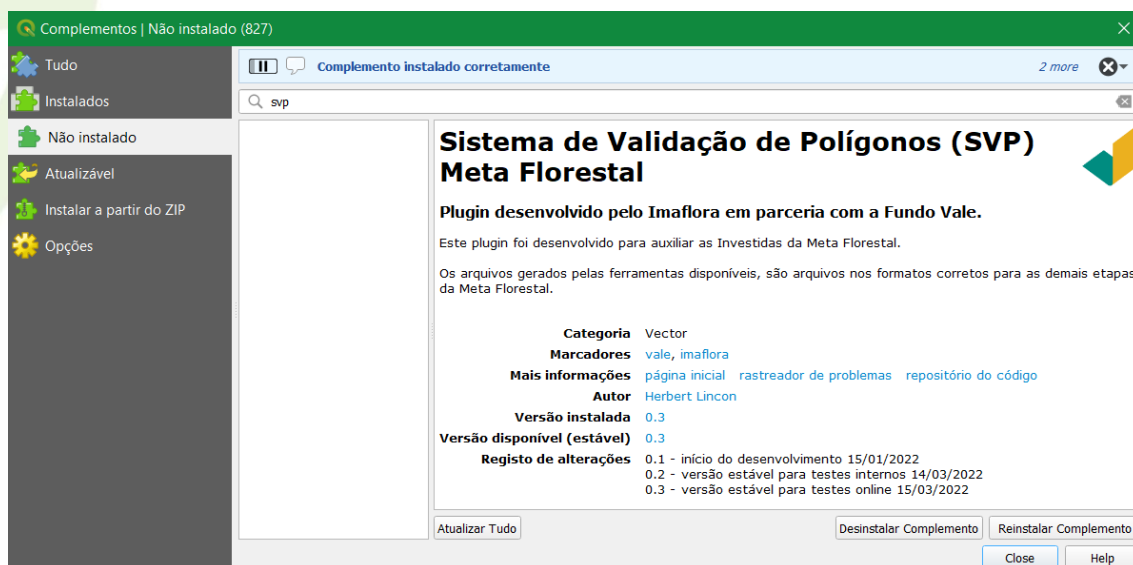 Complementos | Não instalado (827)
Tudo
Instalados
Não instalado
Atualizável
Instalar a partir do ZIP
Opções
Complemento instalado corretamente
2 more
svp
Sistema de Validação de Polígonos (SVP)
Meta Florestal
Plugin desenvolvido pelo Imaflora em parceria com a Fundo Vale.
Este plugin foi desenvolvido para auxiliar as Investidas da Meta Florestal.
Os arquivos gerados pelas ferramentas disponíveis, são arquivos nos formatos corretos para as demais etapas
da Meta Florestal.
Categoria Vector
Marcadores vale, imaflora
Mais informações página inicial rastreador de problemas repositório do código
Autor Herbert Lincon
Versão instalada 0.3
Versão disponível (estável) 0.3
Registo de alterações 0.1 - início do desenvolvimento 15/01/2022
0.2 - versão estável para testes internos 14/03/2022
0.3 - versão estável para testes online 15/03/2022
Atualizar Tudo Desinstalar Complemento Reinstalar Complemento
Close Help